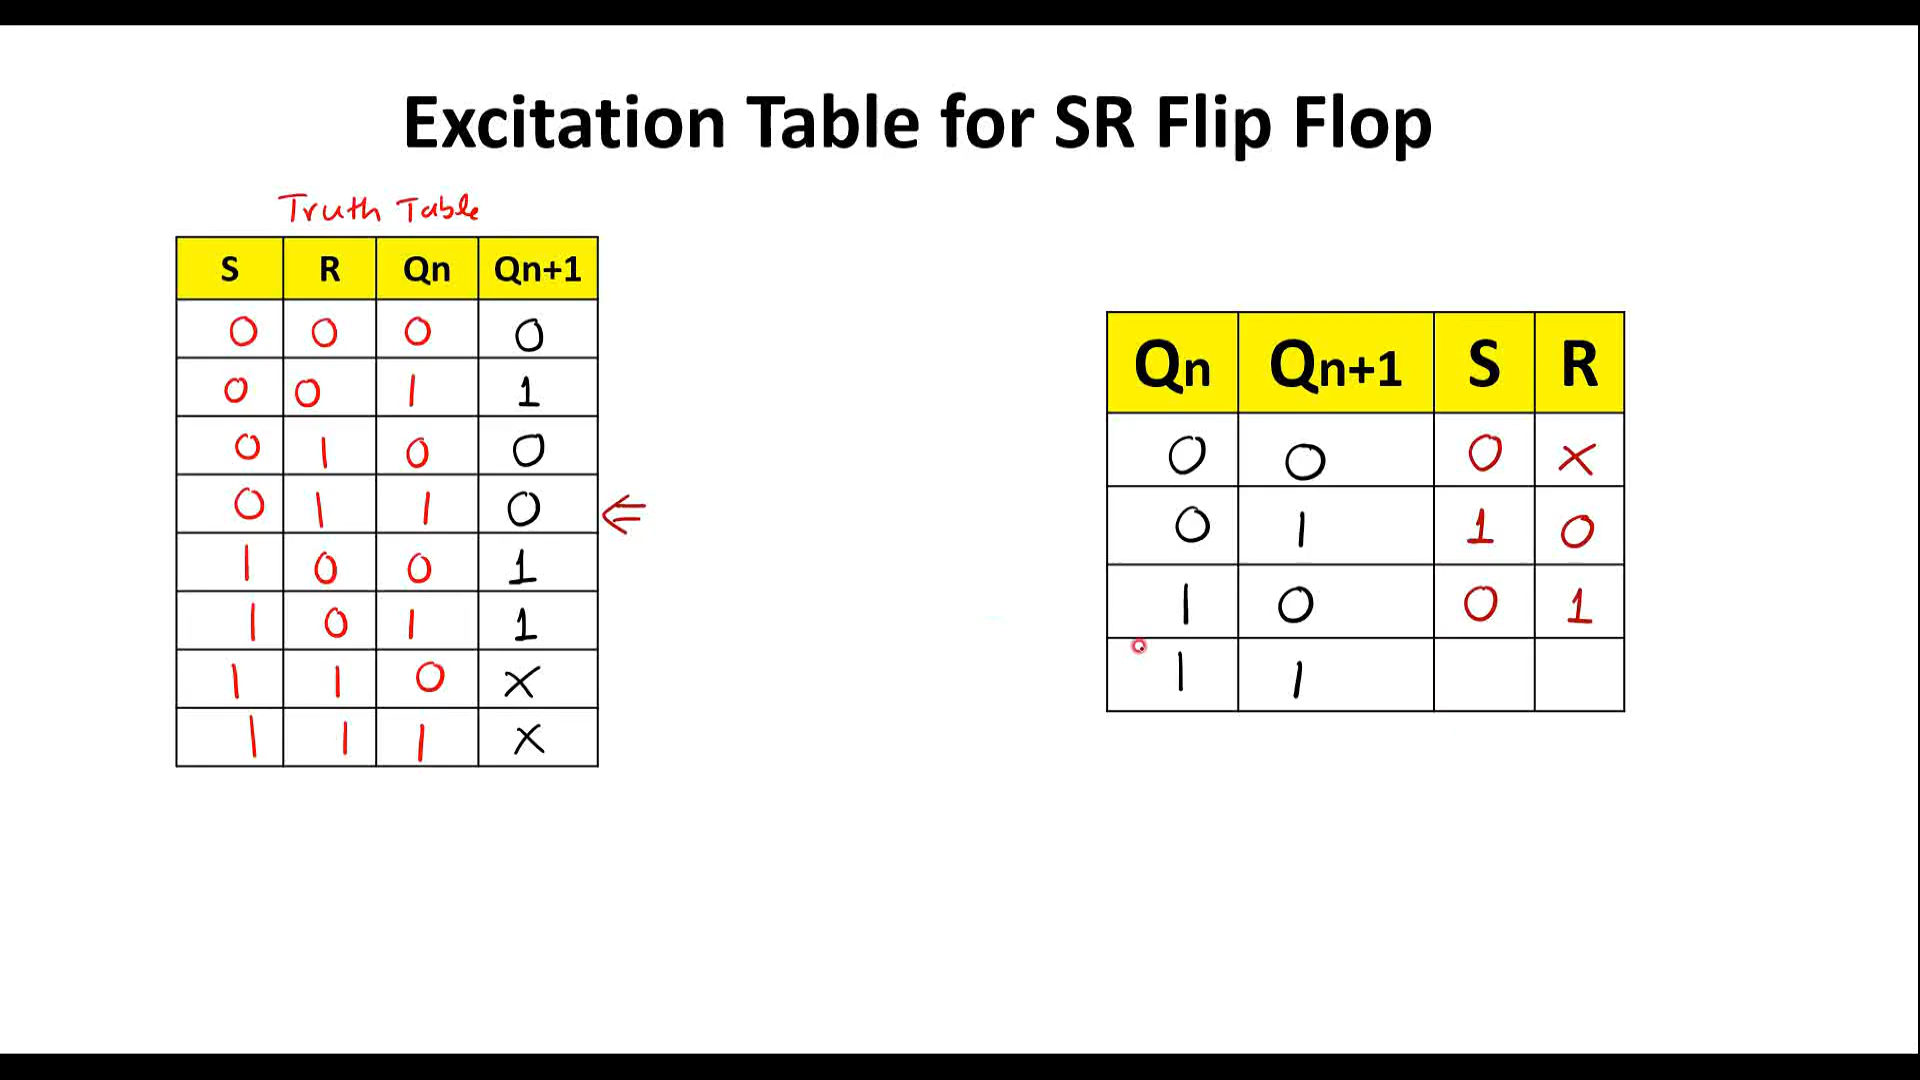 Excitation Table for SR Flip Flop
Truth Table
S R Qn Qn+1
0 0 0 0
0 0 1 1
0 1 0 0
0 1 1 0
1 0 0 1
1 0 1 1
1 1 0 x
1 1 1 x
Qn Qn+1 S R
0 0 0 x
0 1 1 0
1 0 0 1
1 1